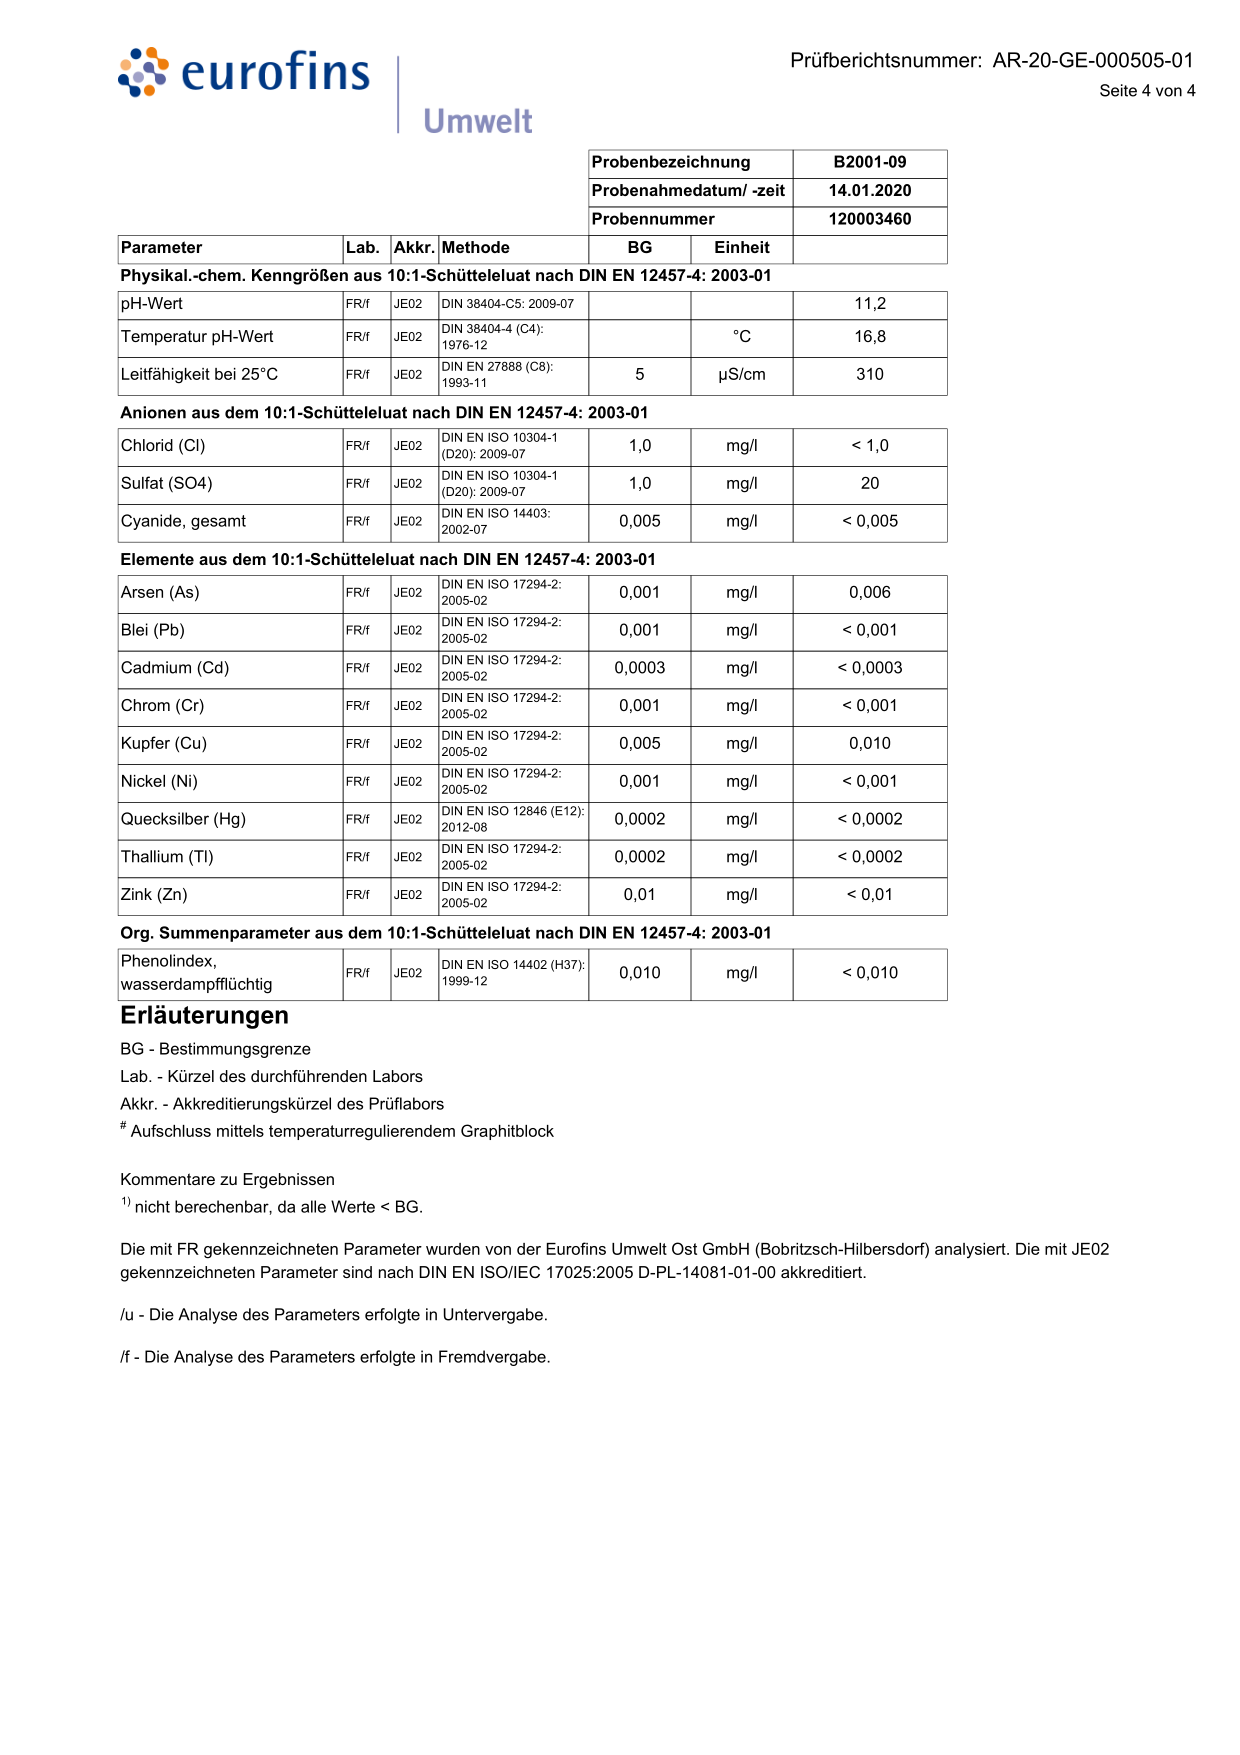 eurofins
Umwelt
Prüfberichtsnummer: AR-20-GE-000505-01
Seite 4 von 4
Probenbezeichnung B2001-09
Probenahmedatum/ -zeit 14.01.2020
Probennummer 120003460
Parameter Lab. Akkr. Methode BG Einheit
Physikal.-chem. Kenngrößen aus 10:1-Schütteleluat nach DIN EN 12457-4: 2003-01
pH-Wert FR/f JE02 DIN 38404-C5: 2009-07 11,2
Temperatur pH-Wert FR/f JE02 DIN 38404-4 (C4): 1976-12 °C 16,8
Leitfähigkeit bei 25°C FR/f JE02 DIN EN 27888 (C8): 1993-11 5 µS/cm 310
Anionen aus dem 10:1-Schütteleluat nach DIN EN 12457-4: 2003-01
Chlorid (Cl) FR/f JE02 DIN EN ISO 10304-1 (D20): 2009-07 1,0 mg/l < 1,0
Sulfat (SO4) FR/f JE02 DIN EN ISO 10304-1 (D20): 2009-07 1,0 mg/l 20
Cyanide, gesamt FR/f JE02 DIN EN ISO 14403: 2002-07 0,005 mg/l < 0,005
Elemente aus dem 10:1-Schütteleluat nach DIN EN 12457-4: 2003-01
Arsen (As) FR/f JE02 DIN EN ISO 17294-2: 2005-02 0,001 mg/l 0,006
Blei (Pb) FR/f JE02 DIN EN ISO 17294-2: 2005-02 0,001 mg/l < 0,001
Cadmium (Cd) FR/f JE02 DIN EN ISO 17294-2: 2005-02 0,0003 mg/l < 0,0003
Chrom (Cr) FR/f JE02 DIN EN ISO 17294-2: 2005-02 0,001 mg/l < 0,001
Kupfer (Cu) FR/f JE02 DIN EN ISO 17294-2: 2005-02 0,005 mg/l 0,010
Nickel (Ni) FR/f JE02 DIN EN ISO 17294-2: 2005-02 0,001 mg/l < 0,001
Quecksilber (Hg) FR/f JE02 DIN EN ISO 12846 (E12): 2012-08 0,0002 mg/l < 0,0002
Thallium (Tl) FR/f JE02 DIN EN ISO 17294-2: 2005-02 0,0002 mg/l < 0,0002
Zink (Zn) FR/f JE02 DIN EN ISO 17294-2: 2005-02 0,01 mg/l < 0,01
Org. Summenparameter aus dem 10:1-Schütteleluat nach DIN EN 12457-4: 2003-01
Phenolindex, wasserdampfflüchtig FR/f JE02 DIN EN ISO 14402 (H37): 1999-12 0,010 mg/l < 0,010
Erläuterungen
BG - Bestimmungsgrenze
Lab. - Kürzel des durchführenden Labors
Akkr. - Akkreditierungskürzel des Prüflabors
# Aufschluss mittels temperaturregulierendem Graphitblock
Kommentare zu Ergebnissen
1) nicht berechenbar, da alle Werte < BG.
Die mit FR gekennzeichneten Parameter wurden von der Eurofins Umwelt Ost GmbH (Bobritzsch-Hilbersdorf) analysiert. Die mit JE02
gekennzeichneten Parameter sind nach DIN EN ISO/IEC 17025:2005 D-PL-14081-01-00 akkreditiert.
/u - Die Analyse des Parameters erfolgte in Untervergabe.
/f - Die Analyse des Parameters erfolgte in Fremdvergabe.